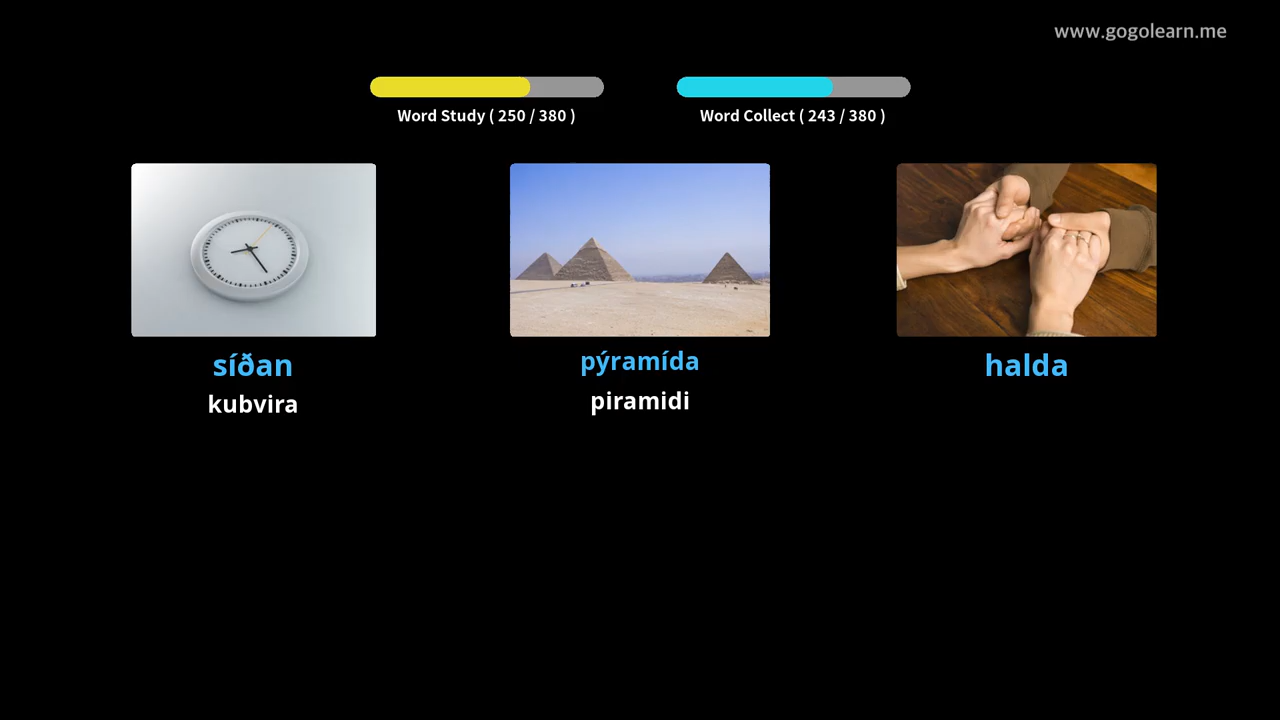 www.gogolearn.me
Word Study ( 250 / 380 )
Word Collect ( 243 / 380 )
síðan
kubvira
pýramída
piramidi
halda